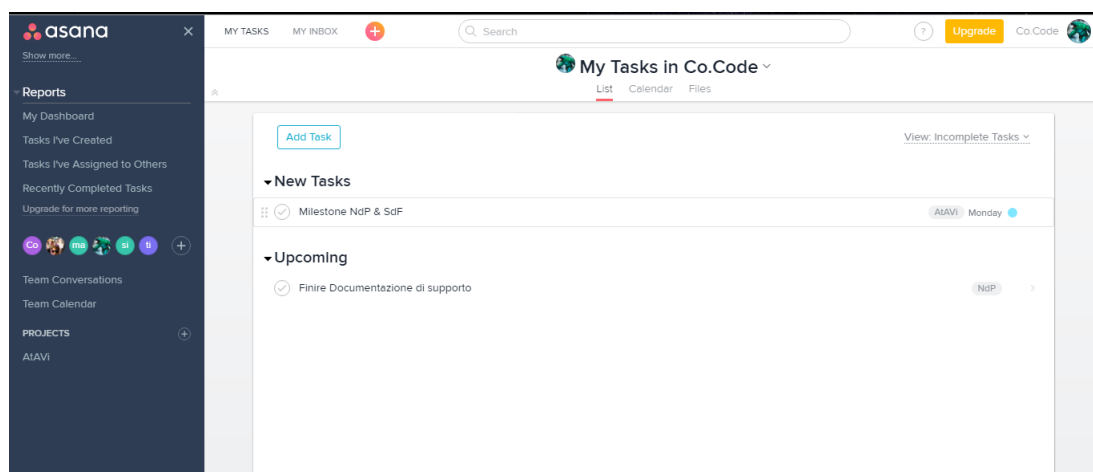 asana ×
Show more...
Reports
My Dashboard
Tasks I've Created
Tasks I've Assigned to Others
Recently Completed Tasks
Upgrade for more reporting
Co ma si ti +
Team Conversations
Team Calendar
PROJECTS +
AtAVi
MY TASKS MY INBOX + Search ? Upgrade Co.Code
My Tasks in Co.Code
List Calendar Files
Add Task View: Incomplete Tasks
New Tasks
Milestone NdP & SdF AtAVi Monday
Upcoming
Finire Documentazione di supporto NdP